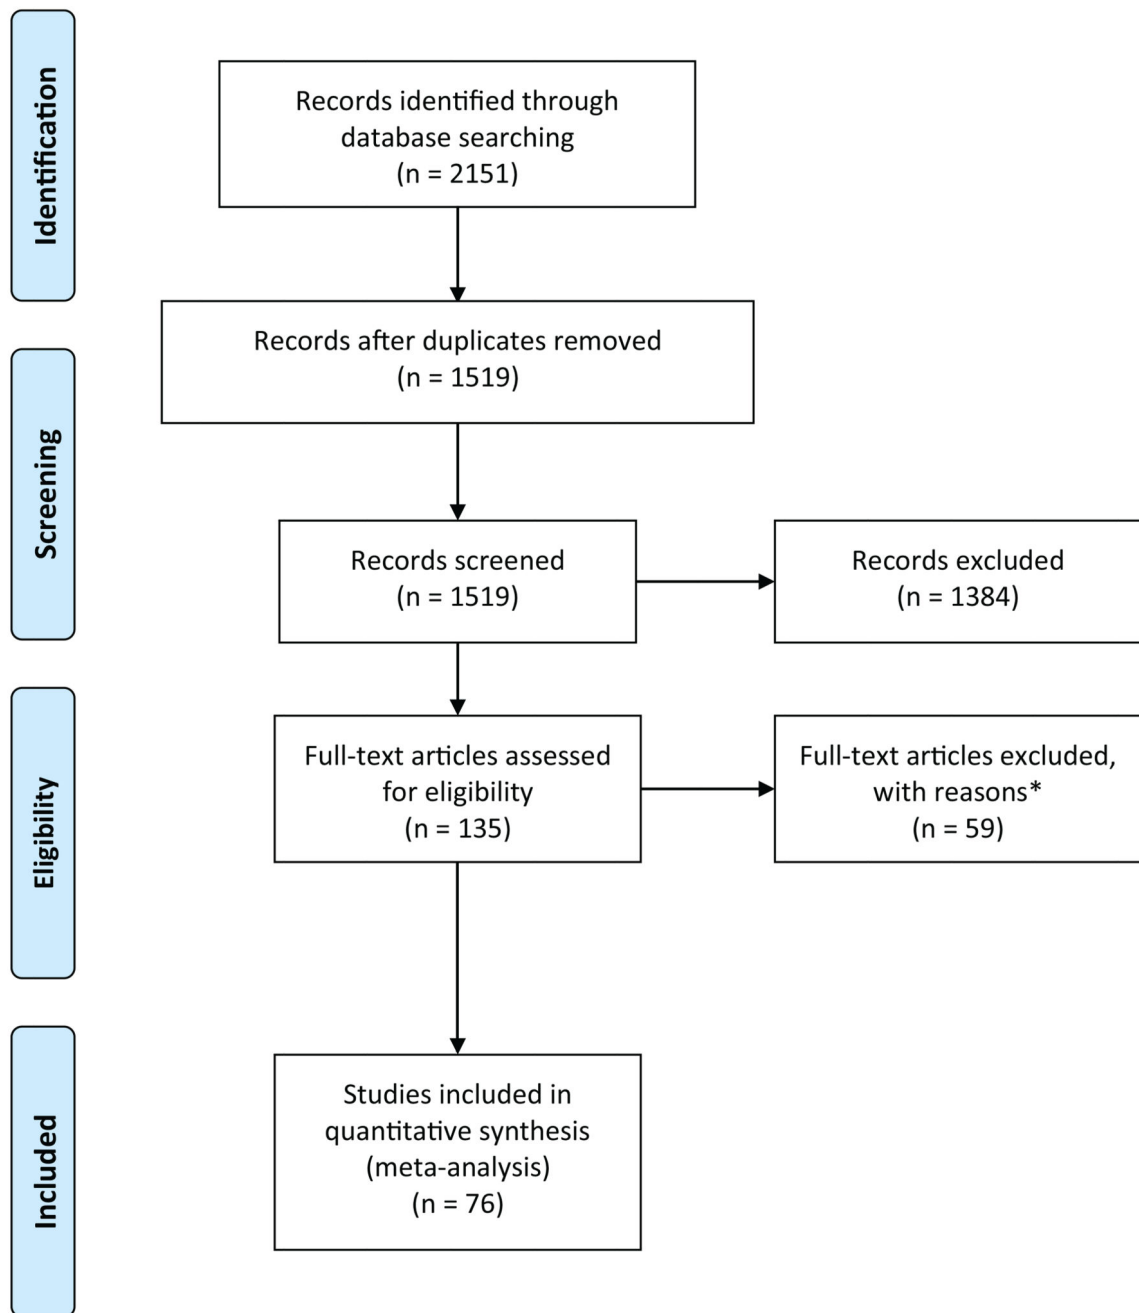 Identification
Records identified through
database searching
(n = 2151)
Records after duplicates removed
(n = 1519)
Screening
Records screened
(n = 1519)
Records excluded
(n = 1384)
Eligibility
Full-text articles assessed
for eligibility
(n = 135)
Full-text articles excluded,
with reasons*
(n = 59)
Included
Studies included in
quantitative synthesis
(meta-analysis)
(n = 76)